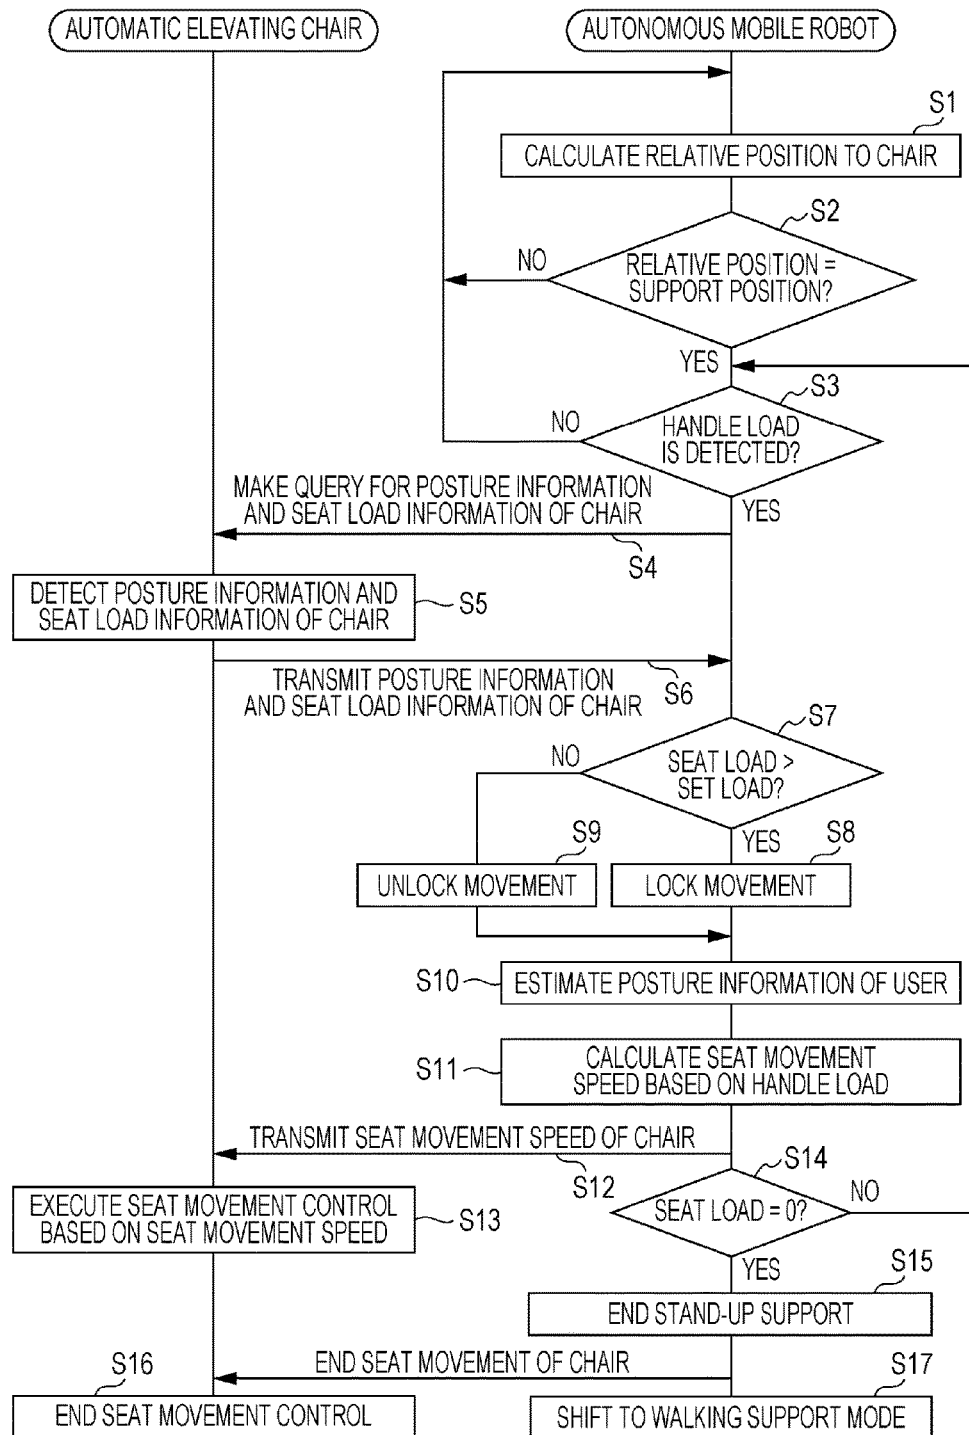 AUTOMATIC ELEVATING CHAIR
AUTONOMOUS MOBILE ROBOT
S1
CALCULATE RELATIVE POSITION TO CHAIR
S2
RELATIVE POSITION =
SUPPORT POSITION?
NO
YES
S3
HANDLE LOAD
IS DETECTED?
NO
YES
MAKE QUERY FOR POSTURE INFORMATION
AND SEAT LOAD INFORMATION OF CHAIR
S4
DETECT POSTURE INFORMATION AND
SEAT LOAD INFORMATION OF CHAIR
S5
TRANSMIT POSTURE INFORMATION
AND SEAT LOAD INFORMATION OF CHAIR
S6
S7
SEAT LOAD >
SET LOAD?
NO
YES
S9
UNLOCK MOVEMENT
S8
LOCK MOVEMENT
S10
ESTIMATE POSTURE INFORMATION OF USER
S11
CALCULATE SEAT MOVEMENT
SPEED BASED ON HANDLE LOAD
TRANSMIT SEAT MOVEMENT SPEED OF CHAIR
S12
EXECUTE SEAT MOVEMENT CONTROL
BASED ON SEAT MOVEMENT SPEED
S13
S14
SEAT LOAD = 0?
NO
YES
S15
END STAND-UP SUPPORT
END SEAT MOVEMENT OF CHAIR
S16
END SEAT MOVEMENT CONTROL
S17
SHIFT TO WALKING SUPPORT MODE